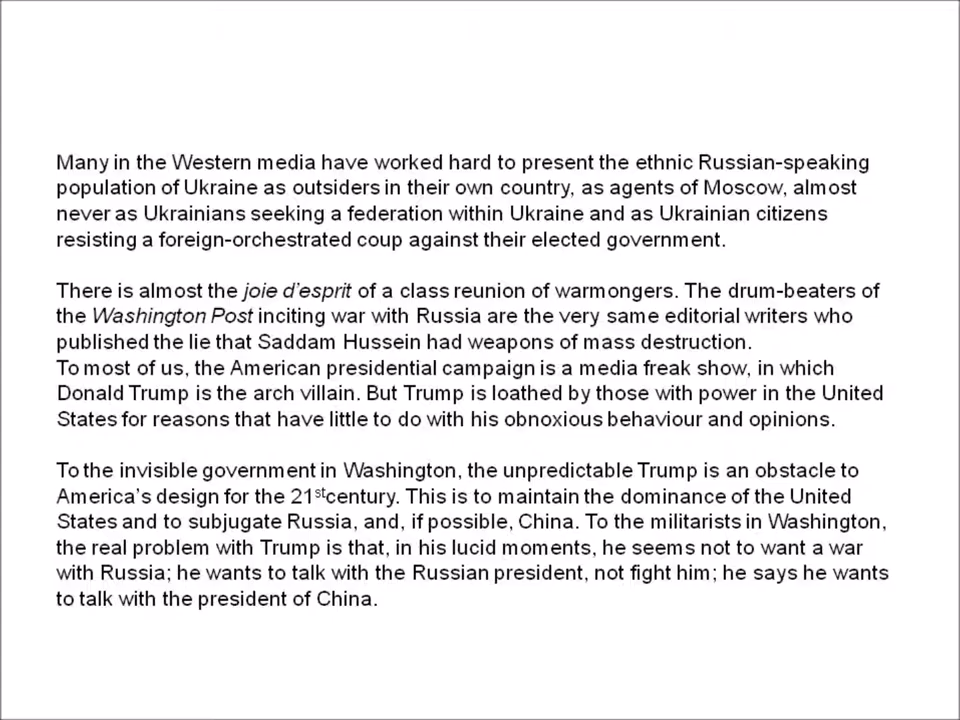 Many in the Western media have worked hard to present the ethnic Russian-speaking
population of Ukraine as outsiders in their own country, as agents of Moscow, almost
never as Ukrainians seeking a federation within Ukraine and as Ukrainian citizens
resisting a foreign-orchestrated coup against their elected government.
There is almost the joie d’esprit of a class reunion of warmongers. The drum-beaters of
the Washington Post inciting war with Russia are the very same editorial writers who
published the lie that Saddam Hussein had weapons of mass destruction.
To most of us, the American presidential campaign is a media freak show, in which
Donald Trump is the arch villain. But Trump is loathed by those with power in the United
States for reasons that have little to do with his obnoxious behaviour and opinions.
To the invisible government in Washington, the unpredictable Trump is an obstacle to
America’s design for the 21stcentury. This is to maintain the dominance of the United
States and to subjugate Russia, and, if possible, China. To the militarists in Washington,
the real problem with Trump is that, in his lucid moments, he seems not to want a war
with Russia; he wants to talk with the Russian president, not fight him; he says he wants
to talk with the president of China.